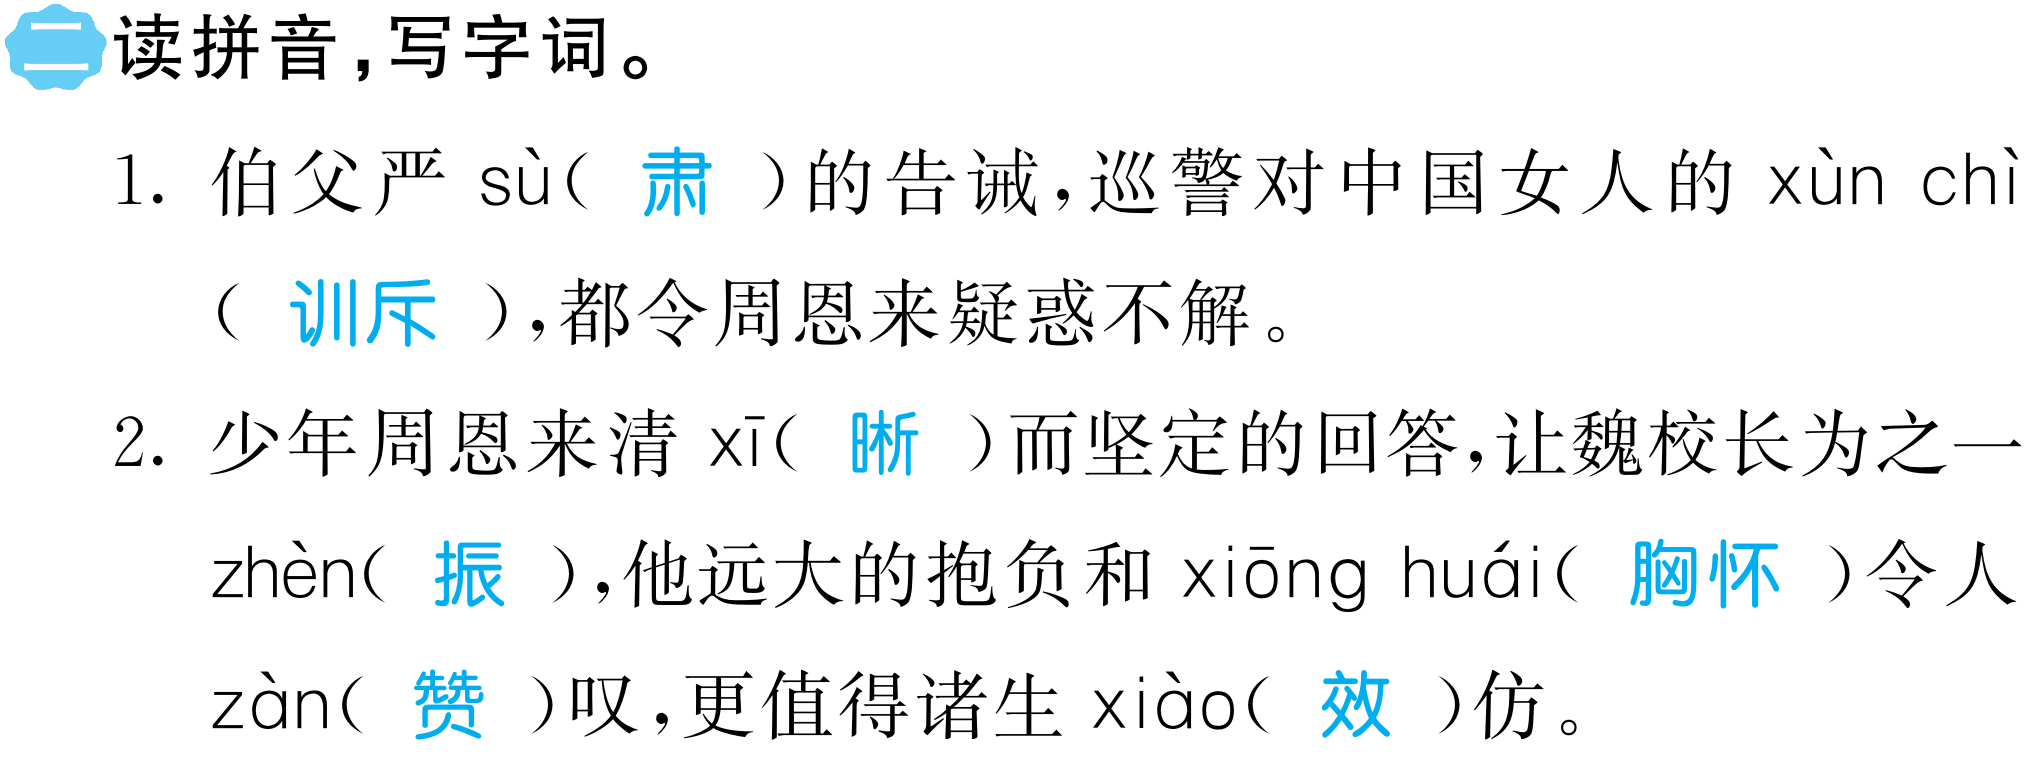 二 读拼音,写字词。
1. 伯父严 sù( 肃 )的告诫,巡警对中国女人的 xùn chì
( 训斥 ),都令周恩来疑惑不解。
2. 少年周恩来清 xī( 晰 )而坚定的回答,让魏校长为之一
zhèn( 振 ),他远大的抱负和 xiōng huái( 胸怀 )令人
zàn( 赞 )叹,更值得诸生 xiào( 效 )仿。